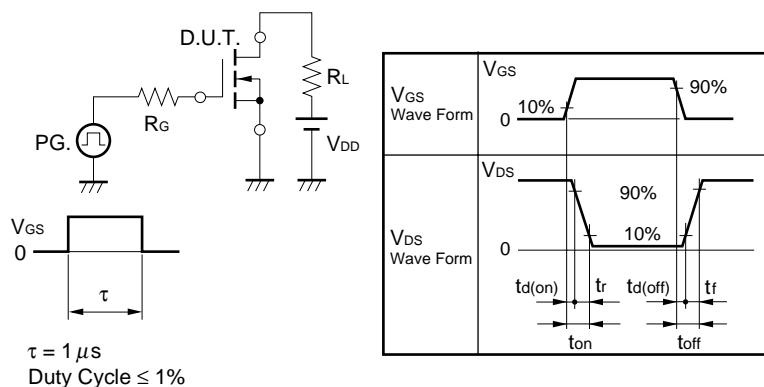 D.U.T.
RL
RG
PG.
VDD
VGS
0
τ
τ = 1 μs
Duty Cycle ≤ 1%
VGS
Wave Form
VGS
10%
90%
0
VDS
Wave Form
VDS
90%
10%
0
td(on)
tr
td(off)
tf
ton
toff